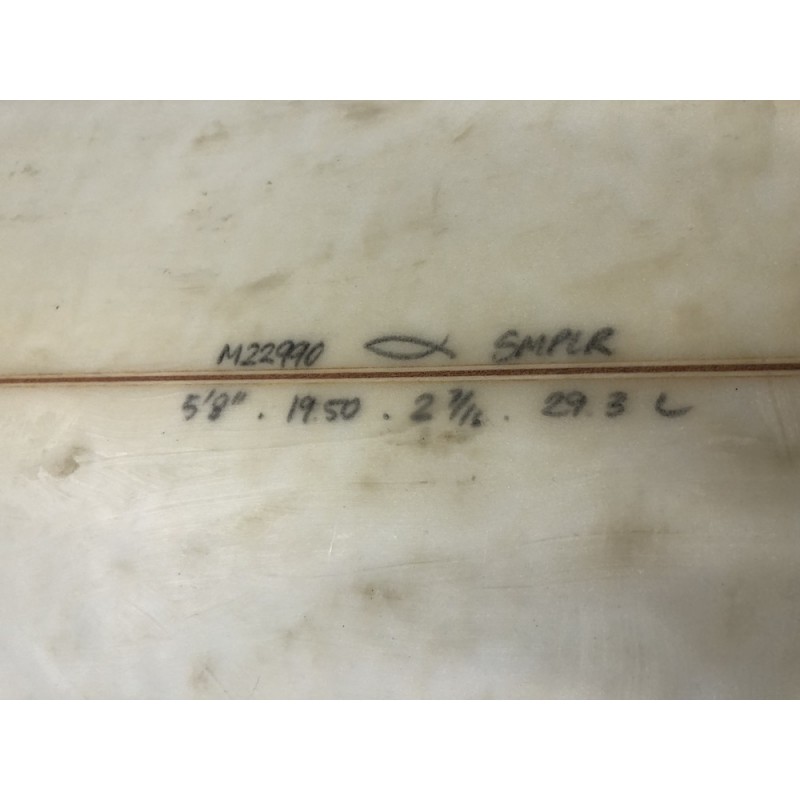 M22990 SMPLR
5'8" . 19.50 . 2 7/16 . 29.3 L